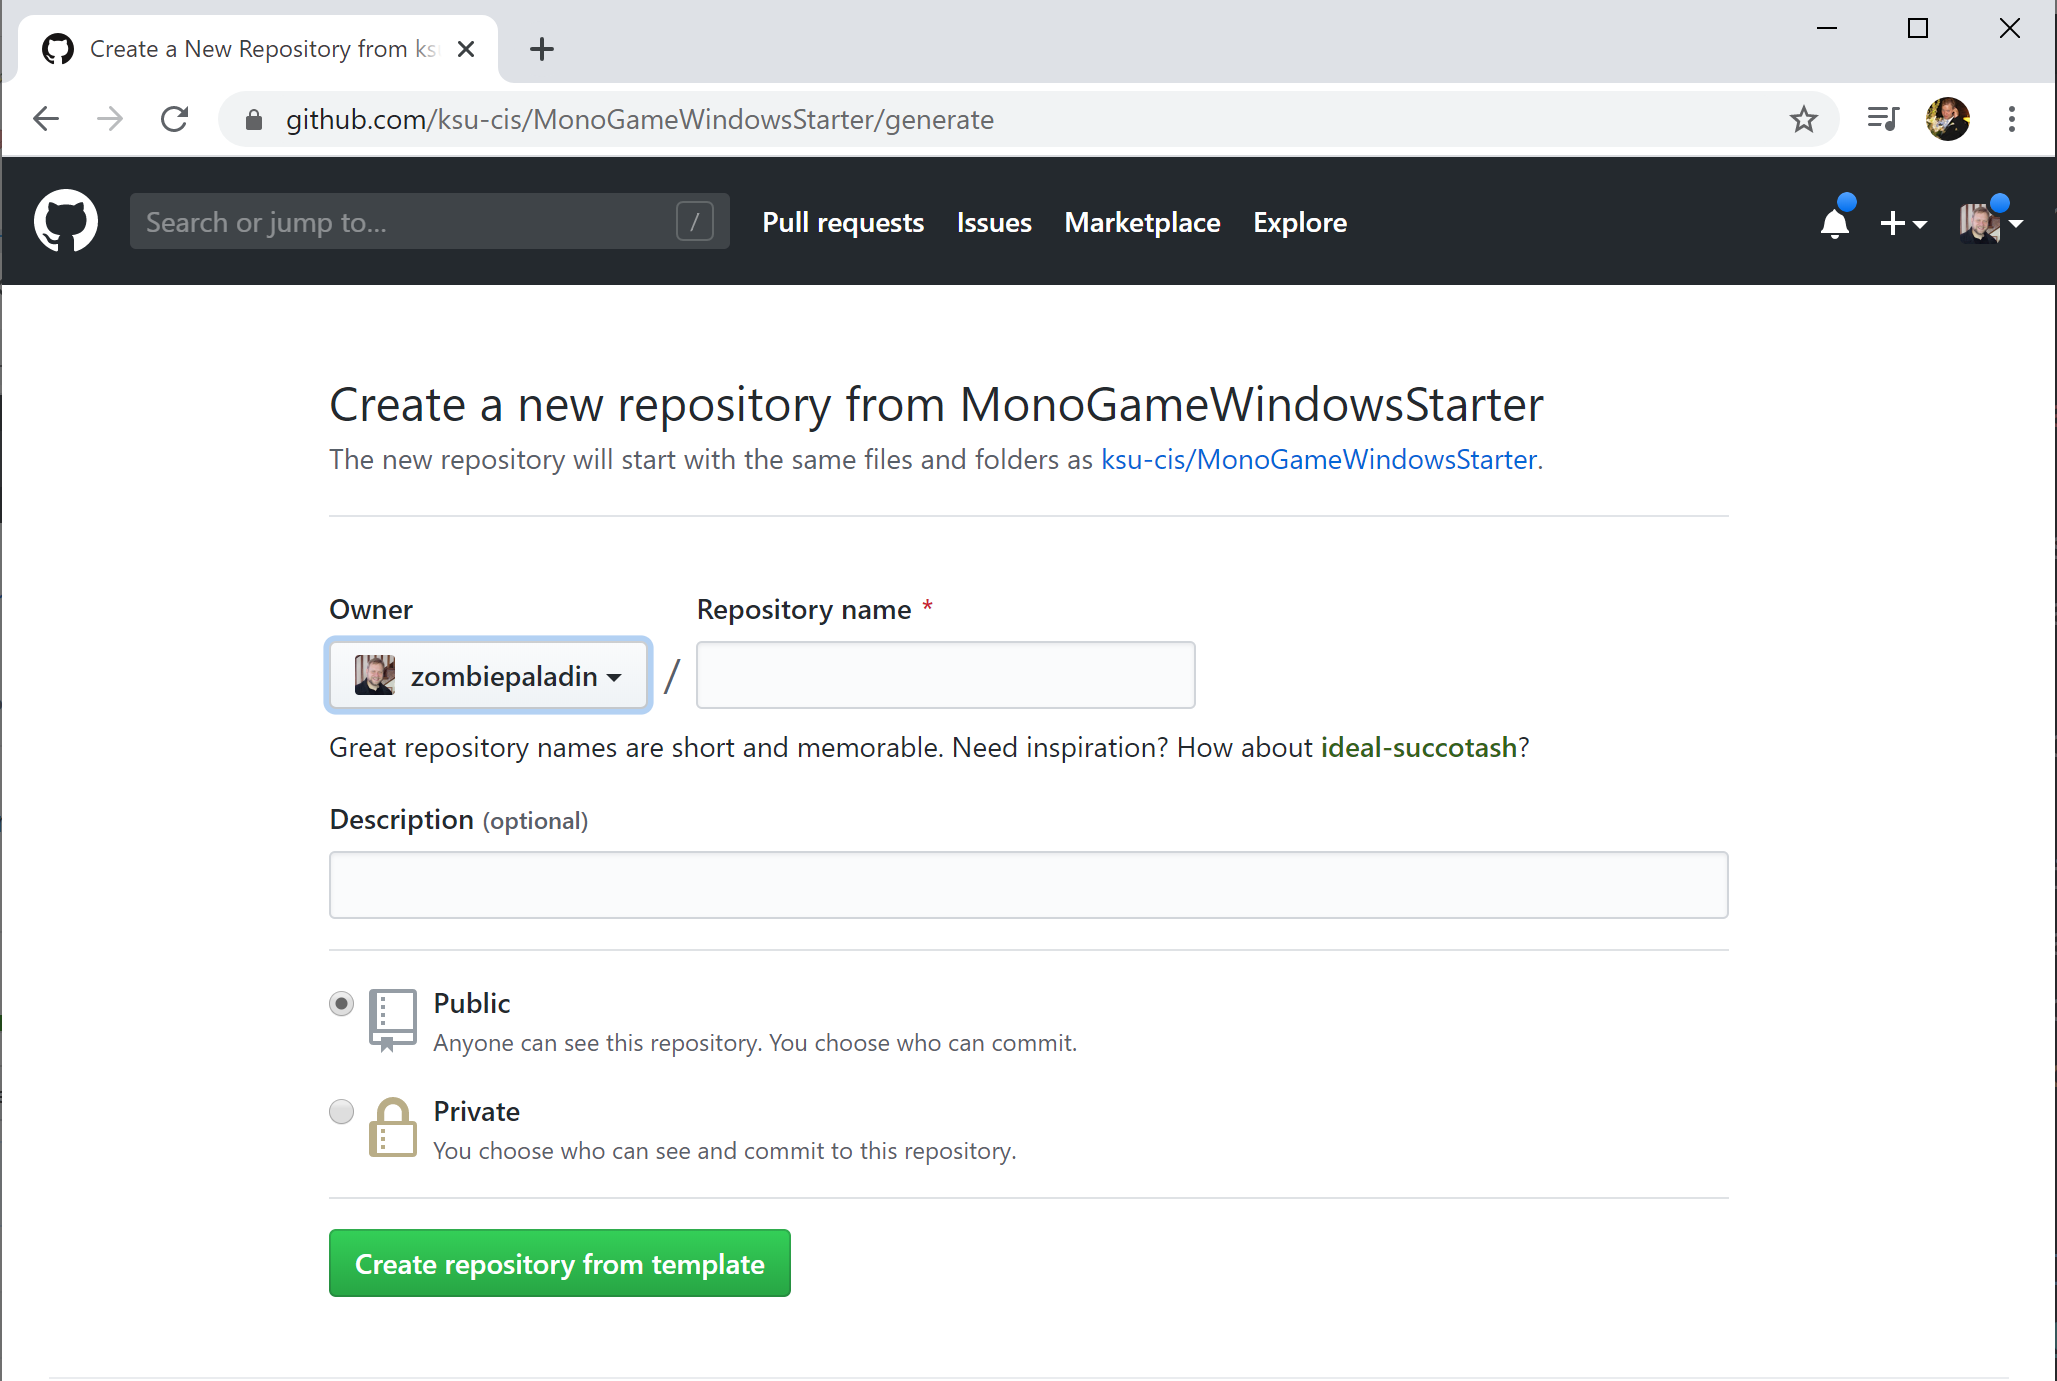 Create a New Repository from ks
github.com/ksu-cis/MonoGameWindowsStarter/generate
Search or jump to... /
Pull requests Issues Marketplace Explore
Create a new repository from MonoGameWindowsStarter
The new repository will start with the same files and folders as ksu-cis/MonoGameWindowsStarter.
Owner Repository name *
zombiepaladin /
Great repository names are short and memorable. Need inspiration? How about ideal-succotash?
Description (optional)
Public
Anyone can see this repository. You choose who can commit.
Private
You choose who can see and commit to this repository.
Create repository from template